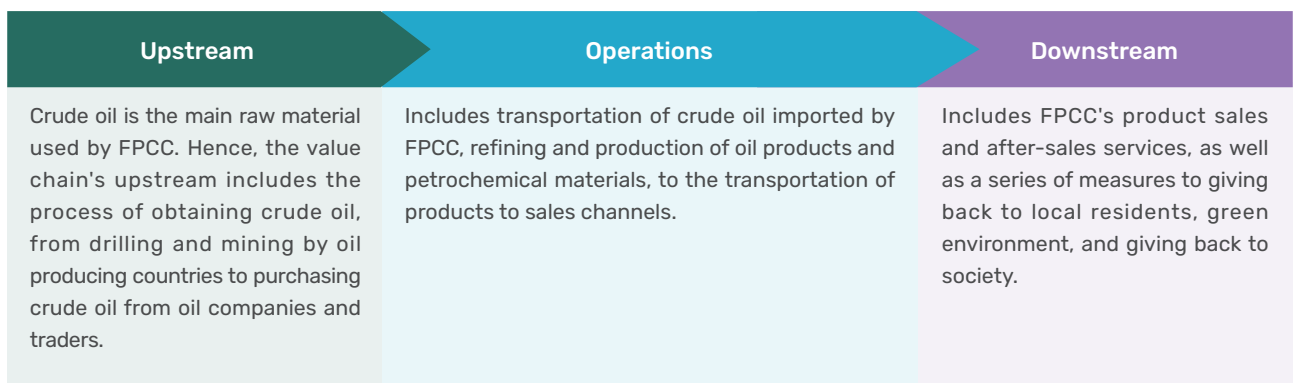 Upstream
Operations
Downstream
Crude oil is the main raw material
used by FPCC. Hence, the value
chain's upstream includes the
process of obtaining crude oil,
from drilling and mining by oil
producing countries to purchasing
crude oil from oil companies and
traders.
Includes transportation of crude oil imported by
FPCC, refining and production of oil products and
petrochemical materials, to the transportation of
products to sales channels.
Includes FPCC's product sales
and after-sales services, as well
as a series of measures to giving
back to local residents, green
environment, and giving back to
society.